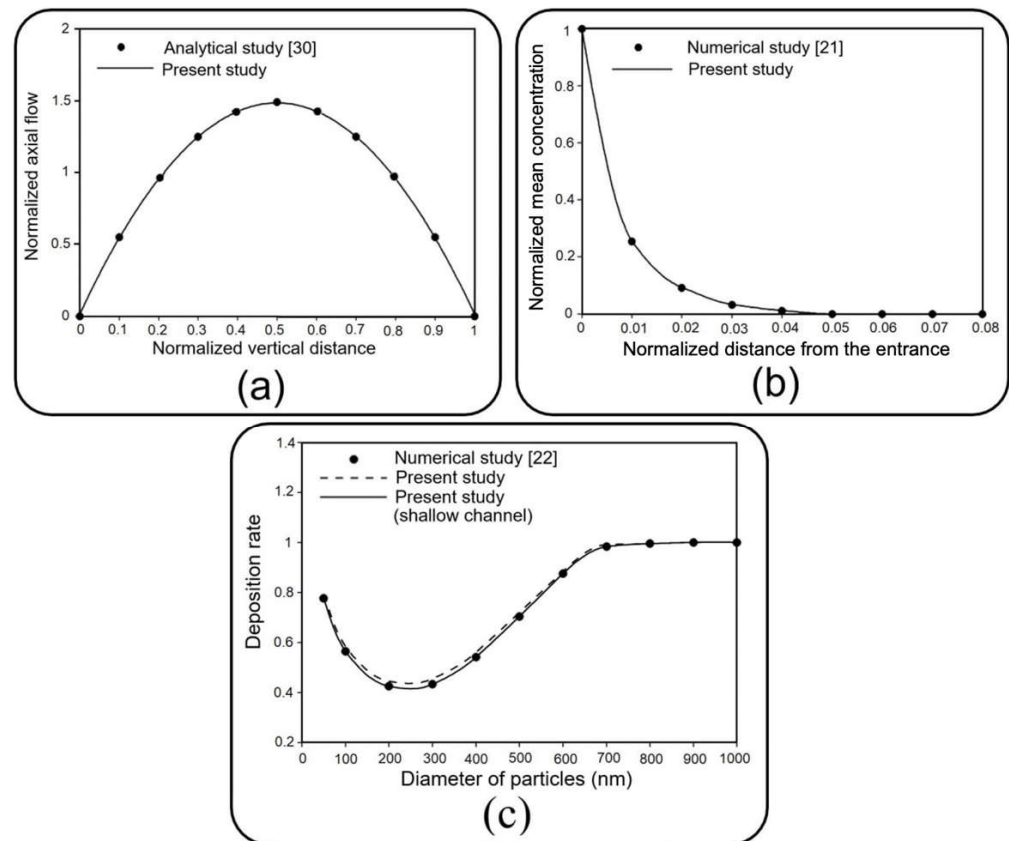 2
1.5
1
0.5
0
Normalized axial flow
Analytical study [30]
Present study
0 0.1 0.2 0.3 0.4 0.5 0.6 0.7 0.8 0.9 1
Normalized vertical distance
(a)
1
0.8
0.6
0.4
0.2
0
Normalized mean concentration
Numerical study [21]
Present study
0 0.01 0.02 0.03 0.04 0.05 0.06 0.07 0.08
Normalized distance from the entrance
(b)
1.4
1.2
1
0.8
0.6
0.4
0.2
Deposition rate
Numerical study [22]
Present study
Present study
(shallow channel)
0 100 200 300 400 500 600 700 800 900 1000
Diameter of particles (nm)
(c)